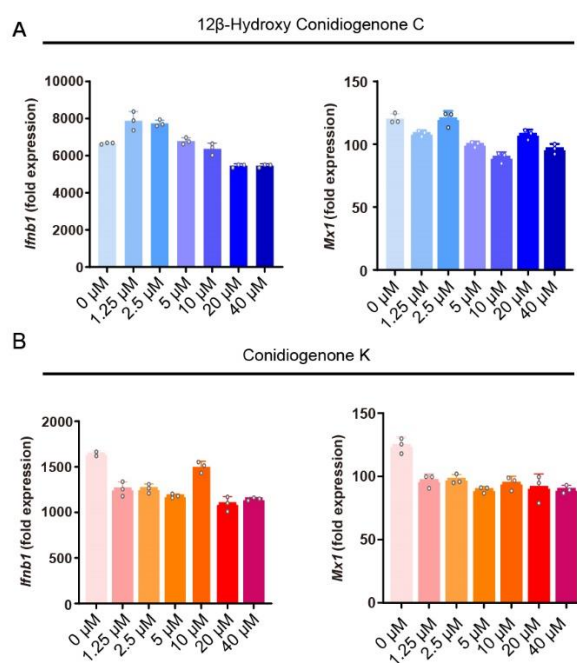 A
12β-Hydroxy Conidiogenone C
Ifnb1 (fold expression)
10000
8000
6000
4000
2000
0
0 μM
1.25 μM
2.5 μM
5 μM
10 μM
20 μM
40 μM
Mx1 (fold expression)
150
100
50
0
0 μM
1.25 μM
2.5 μM
5 μM
10 μM
20 μM
40 μM
B
Conidiogenone K
Ifnb1 (fold expression)
2000
1500
1000
500
0
0 μM
1.25 μM
2.5 μM
5 μM
10 μM
20 μM
40 μM
Mx1 (fold expression)
150
100
50
0
0 μM
1.25 μM
2.5 μM
5 μM
10 μM
20 μM
40 μM